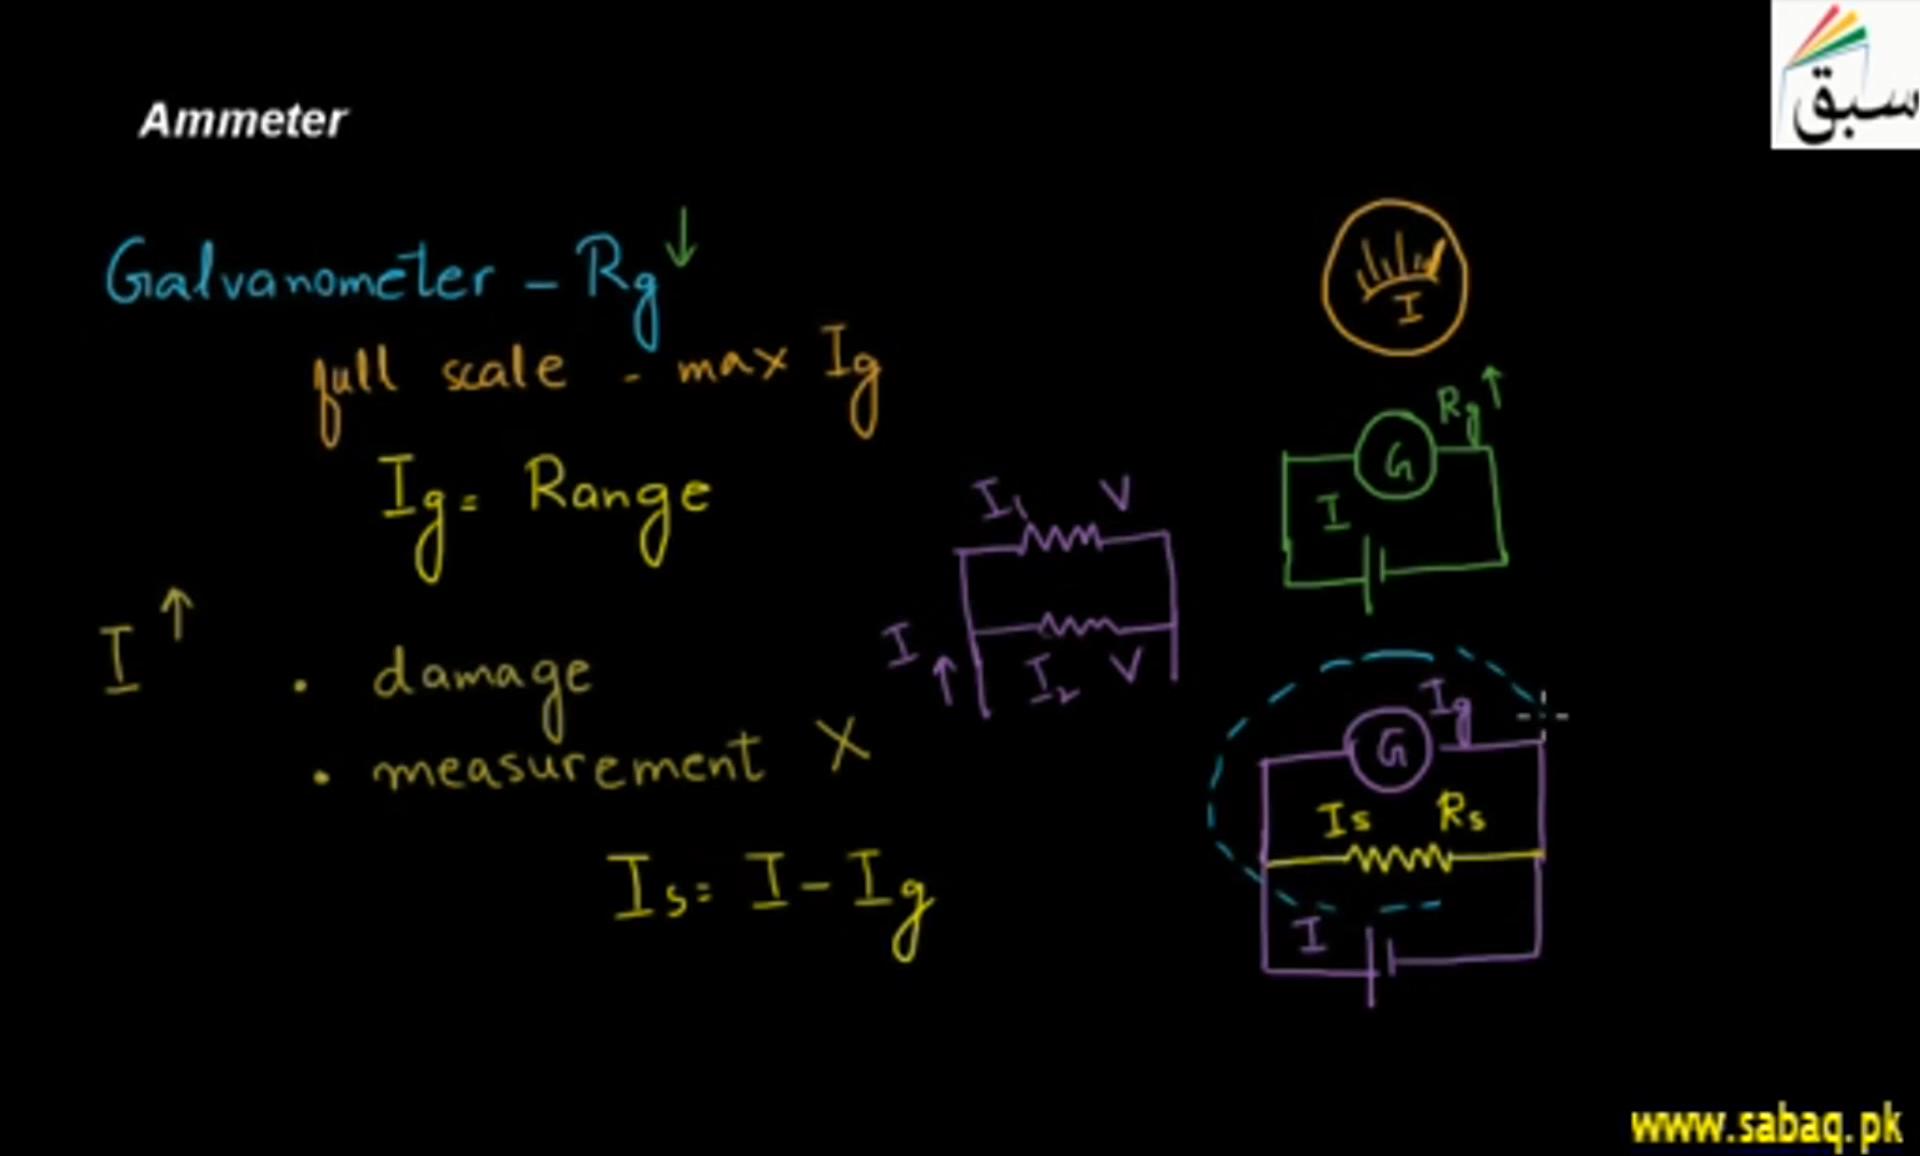 سبق
Ammeter
Galvanometer - Rg ↓
full scale - max Ig
Ig = Range
I ↑
• damage
• measurement X
Is = I - Ig
I₁ V
I ↑ I₂ V
I
Rg ↑
G
I
Ig
G
Is Rs
I
www.sabaq.pk